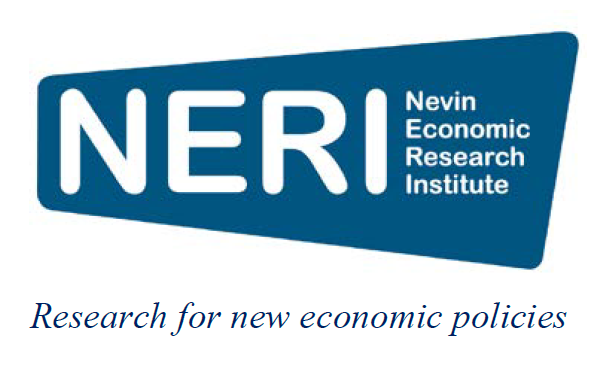 NERI
Nevin
Economic
Research
Institute
Research for new economic policies